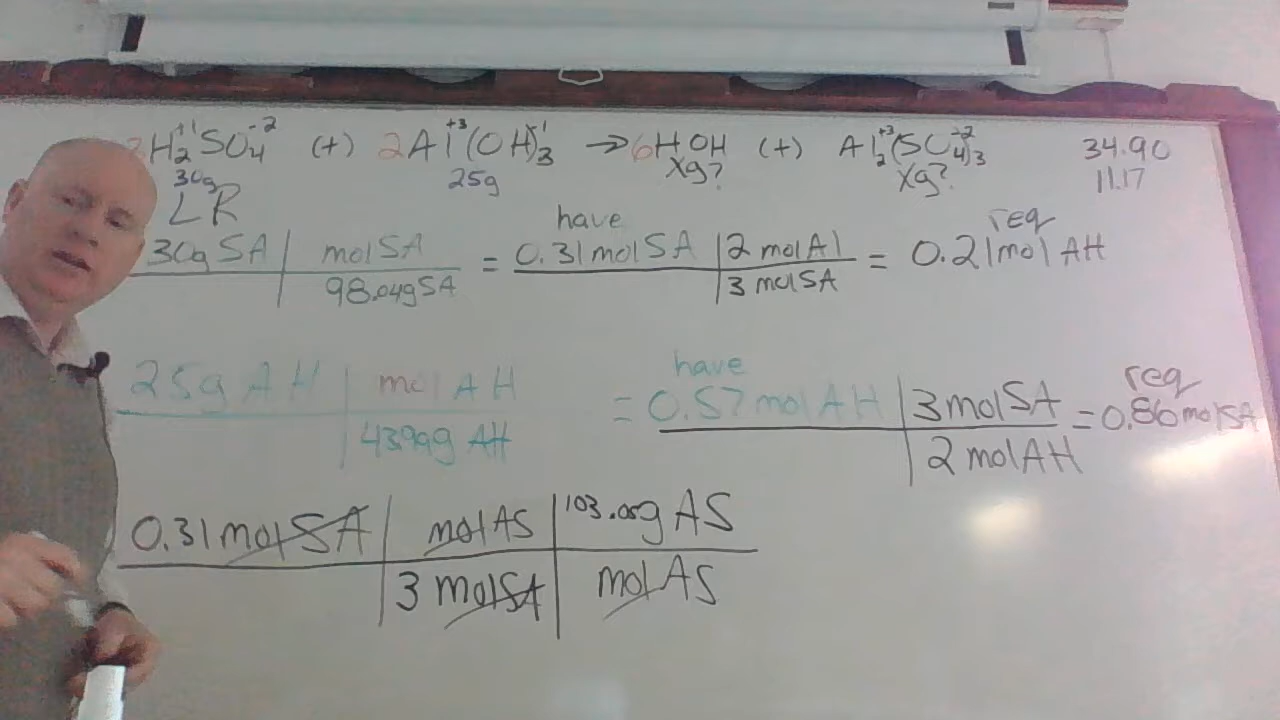 3H₂⁺¹SO₄⁻² (+) 2Al⁺³(OH)₃⁻¹ → 6HOH (+) Al₂⁺³(SO₄)₃⁻² 34.90
30g 25g Xg? Xg? 11.17
LR
have req
30g SA | mol SA = 0.31 mol SA | 2 mol Al = 0.21 mol AH
98.04g SA 3 mol SA
have req
25g AH | mol AH = 0.57 mol AH | 3 mol SA = 0.86 mol SA
43.99g AH 2 mol AH
0.31 mol SA | mol AS | 103.05g AS
3 mol SA mol AS